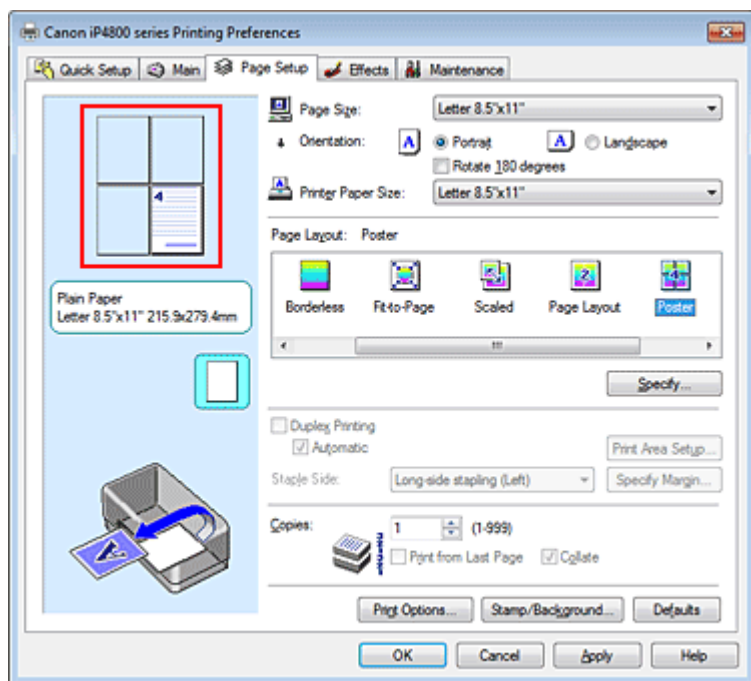 Canon iP4800 series Printing Preferences
Quick Setup Main Page Setup Effects Maintenance
Page Size: Letter 8.5"x11"
Orientation: A Portrait A Landscape
Rotate 180 degrees
Printer Paper Size: Letter 8.5"x11"
Page Layout: Poster
Borderless Fit-to-Page Scaled Page Layout Poster
Specify...
4
Plain Paper
Letter 8.5"x11" 215.9x279.4mm
Duplex Printing
Automatic Print Area Setup...
Staple Side: Long-side stapling (Left) Specify Margin...
Copies: 1 (1-999)
Print from Last Page Collate
Print Options... Stamp/Background... Defaults
OK Cancel Apply Help